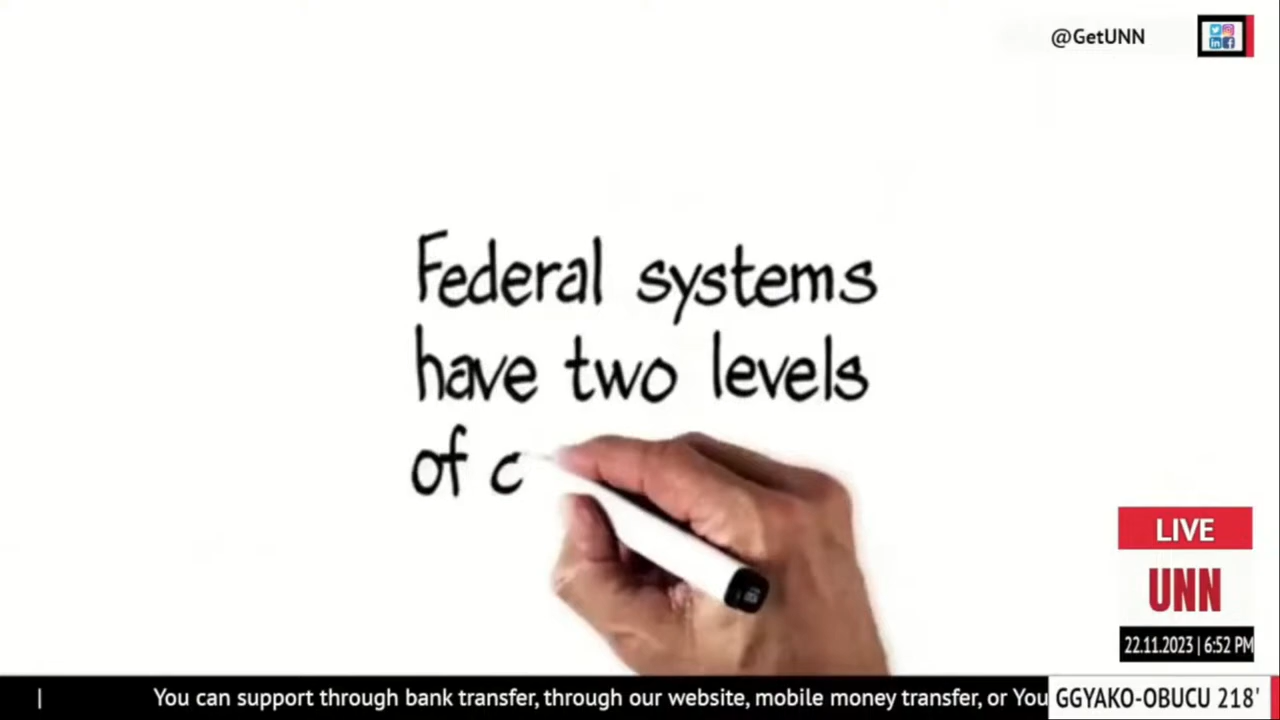 @GetUNN
Federal systems
have two levels
of c
LIVE
UNN
22.11.2023 | 6:52 PM
| You can support through bank transfer, through our website, mobile money transfer, or You
GGYAKO-OBUCU 218'